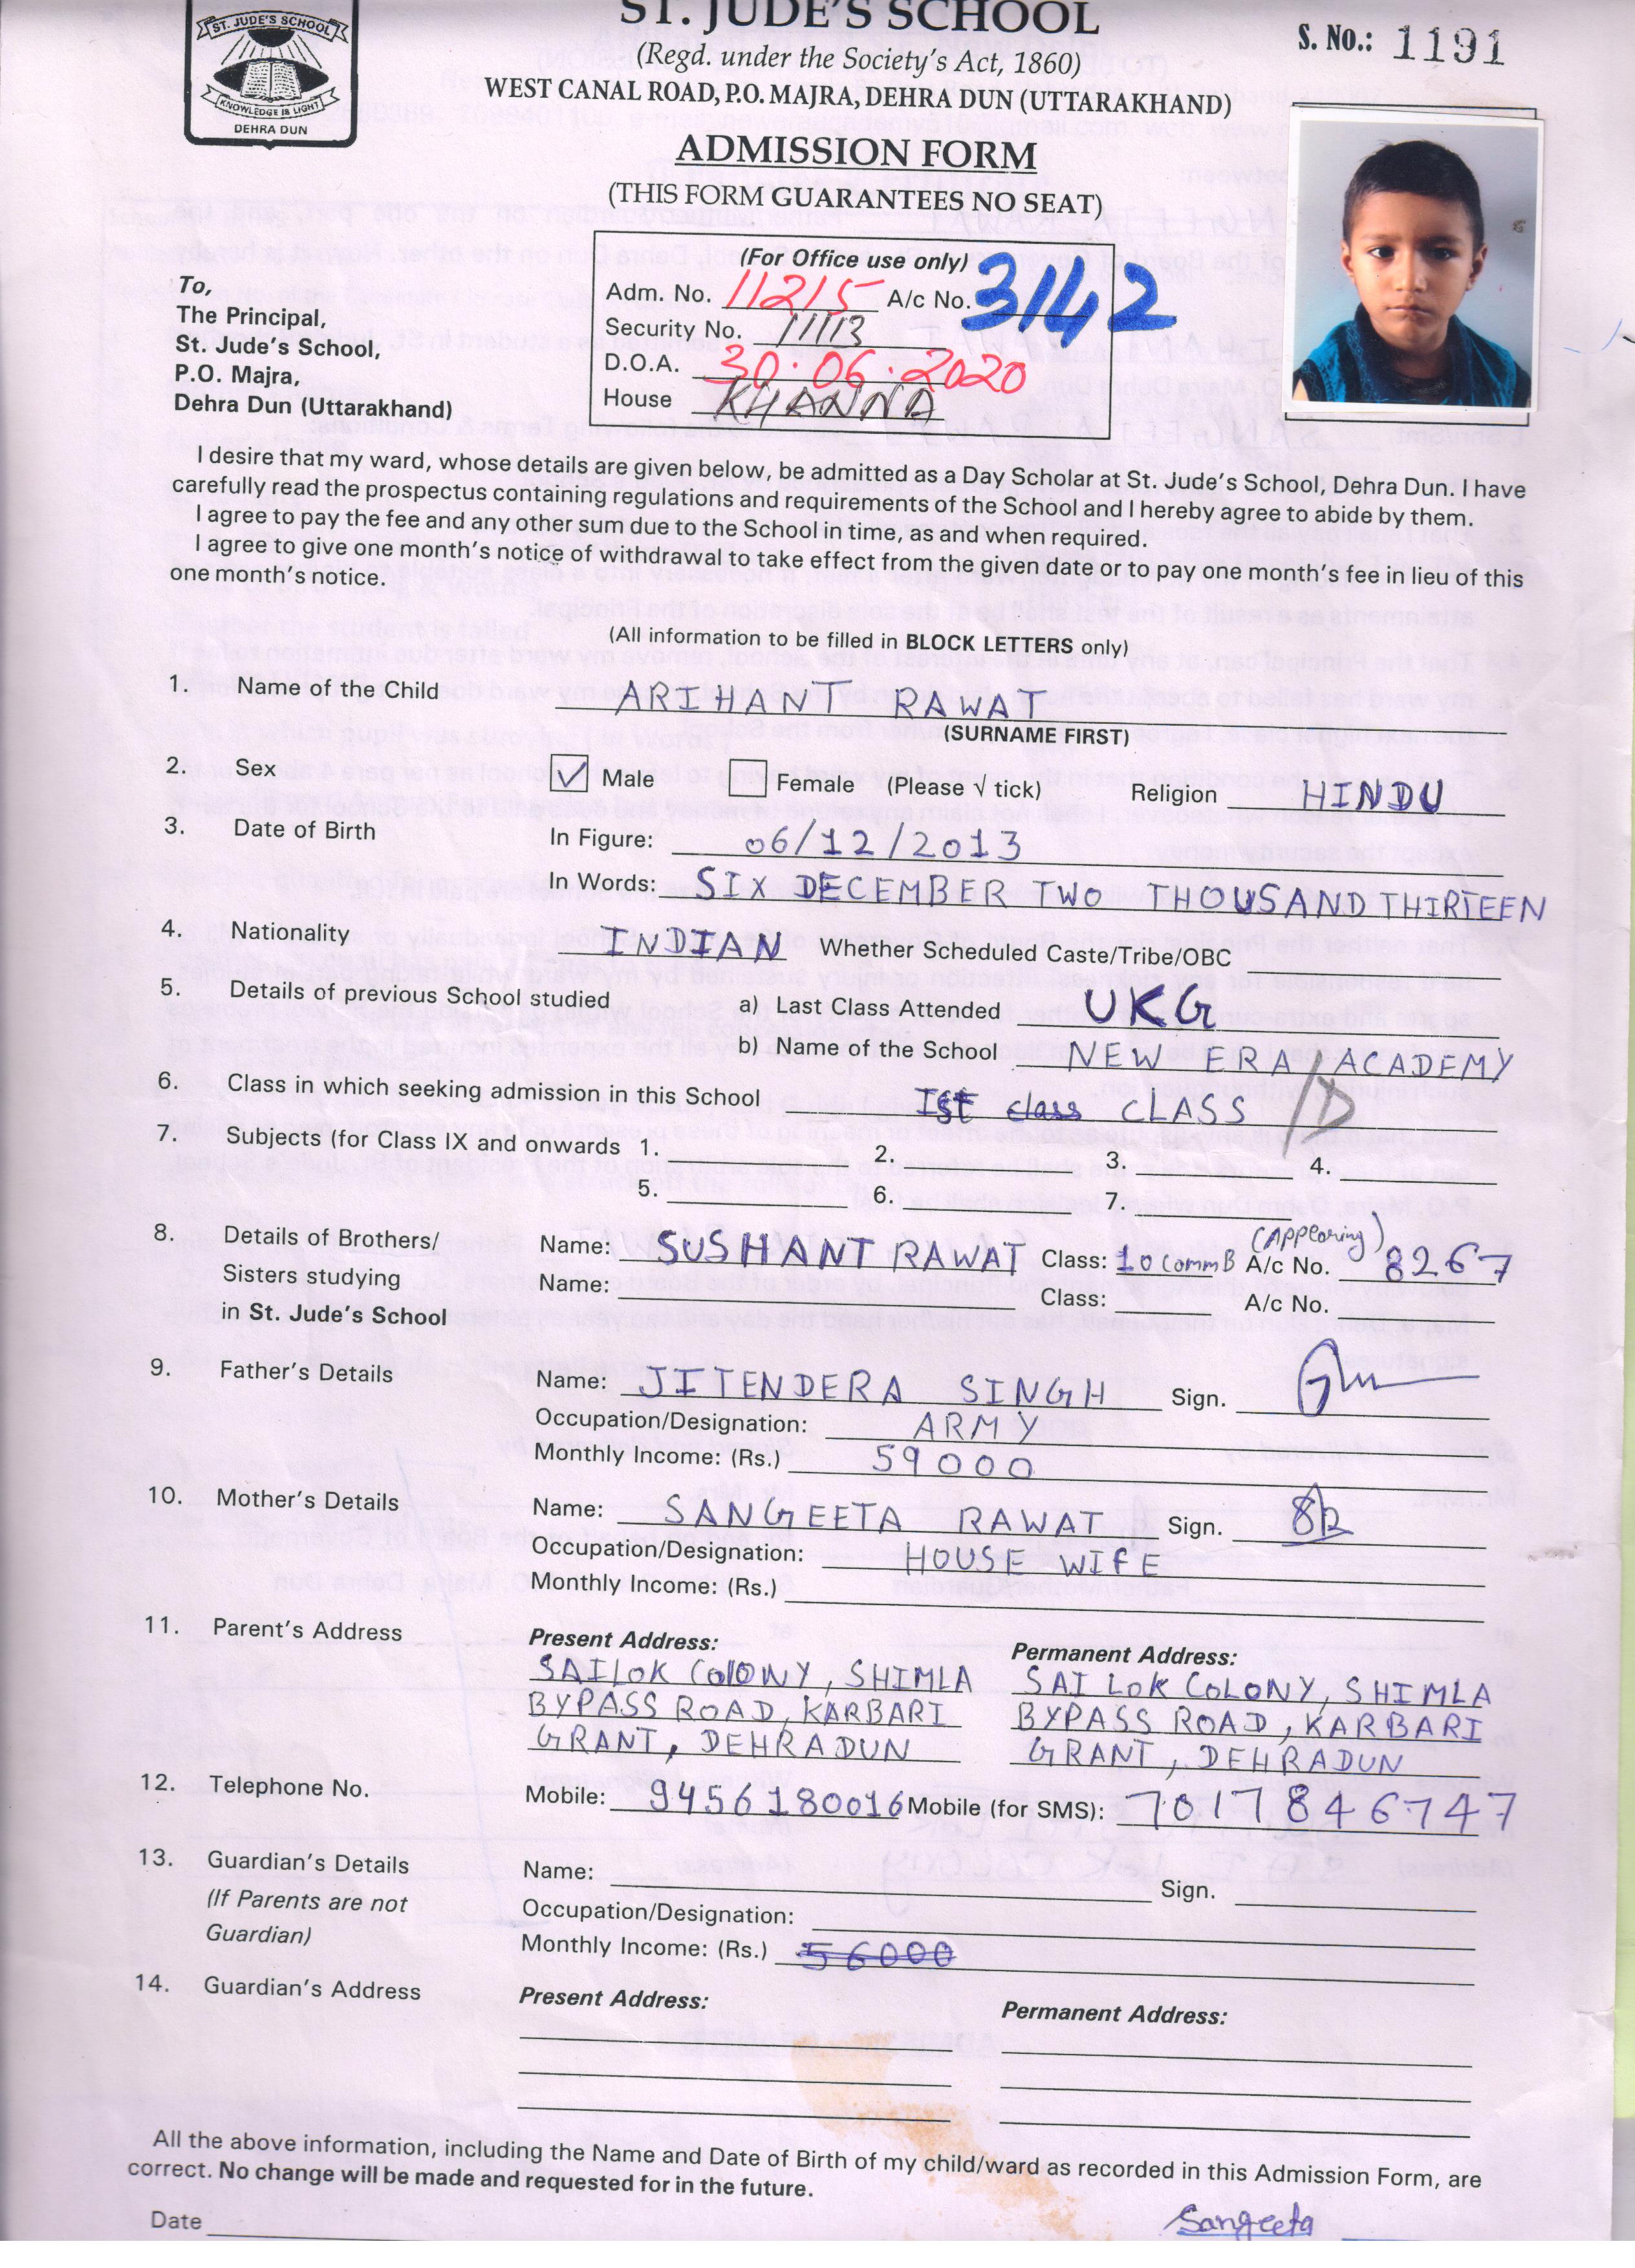 ST. JUDE'S SCHOOL
KNOWLEDGE IS LIGHT
DEHRA DUN
ST. JUDE'S SCHOOL
(Regd. under the Society's Act, 1860)
WEST CANAL ROAD, P.O. MAJRA, DEHRA DUN (UTTARAKHAND)
S. No.: 1191
ADMISSION FORM
(THIS FORM GUARANTEES NO SEAT)
(For Office use only)
Adm. No. 11215 A/c No. 3142
Security No. 11113
D.O.A. 30.06.2020
House KHANNA
To,
The Principal,
St. Jude's School,
P.O. Majra,
Dehra Dun (Uttarakhand)
I desire that my ward, whose details are given below, be admitted as a Day Scholar at St. Jude's School, Dehra Dun. I have
carefully read the prospectus containing regulations and requirements of the School and I hereby agree to abide by them.
I agree to pay the fee and any other sum due to the School in time, as and when required.
I agree to give one month's notice of withdrawal to take effect from the given date or to pay one month's fee in lieu of this
one month's notice.
(All information to be filled in BLOCK LETTERS only)
1. Name of the Child ARIHANT RAWAT
(SURNAME FIRST)
2. Sex Male Female (Please √ tick) Religion HINDU
3. Date of Birth In Figure: 06/12/2013
In Words: SIX DECEMBER TWO THOUSAND THIRTEEN
4. Nationality INDIAN Whether Scheduled Caste/Tribe/OBC
5. Details of previous School studied a) Last Class Attended UKG
b) Name of the School NEW ERA ACADEMY
6. Class in which seeking admission in this School Ist class CLASS /D
7. Subjects (for Class IX and onwards 1. 2. 3. 4.
5. 6. 7.
(Appearing)
8. Details of Brothers/ Name: SUSHANT RAWAT Class: 10 Comm B A/c No. 8267
Sisters studying Name: Class: A/c No.
in St. Jude's School
9. Father's Details Name: JITENDERA SINGH Sign.
Occupation/Designation: ARMY
Monthly Income: (Rs.) 59000
10. Mother's Details Name: SANGEETA RAWAT Sign.
Occupation/Designation: HOUSE WIFE
Monthly Income: (Rs.)
11. Parent's Address Present Address: Permanent Address:
SAILOK COLONY, SHIMLA SAI LOK COLONY, SHIMLA
BYPASS ROAD, KARBARI BYPASS ROAD, KARBARI
GRANT, DEHRADUN GRANT, DEHRADUN
12. Telephone No. Mobile: 9456180016 Mobile (for SMS): 7017846747
13. Guardian's Details Name: Sign.
(If Parents are not Occupation/Designation:
Guardian) Monthly Income: (Rs.) 56000
14. Guardian's Address Present Address: Permanent Address:
All the above information, including the Name and Date of Birth of my child/ward as recorded in this Admission Form, are
correct. No change will be made and requested for in the future.
Date Sangeeta